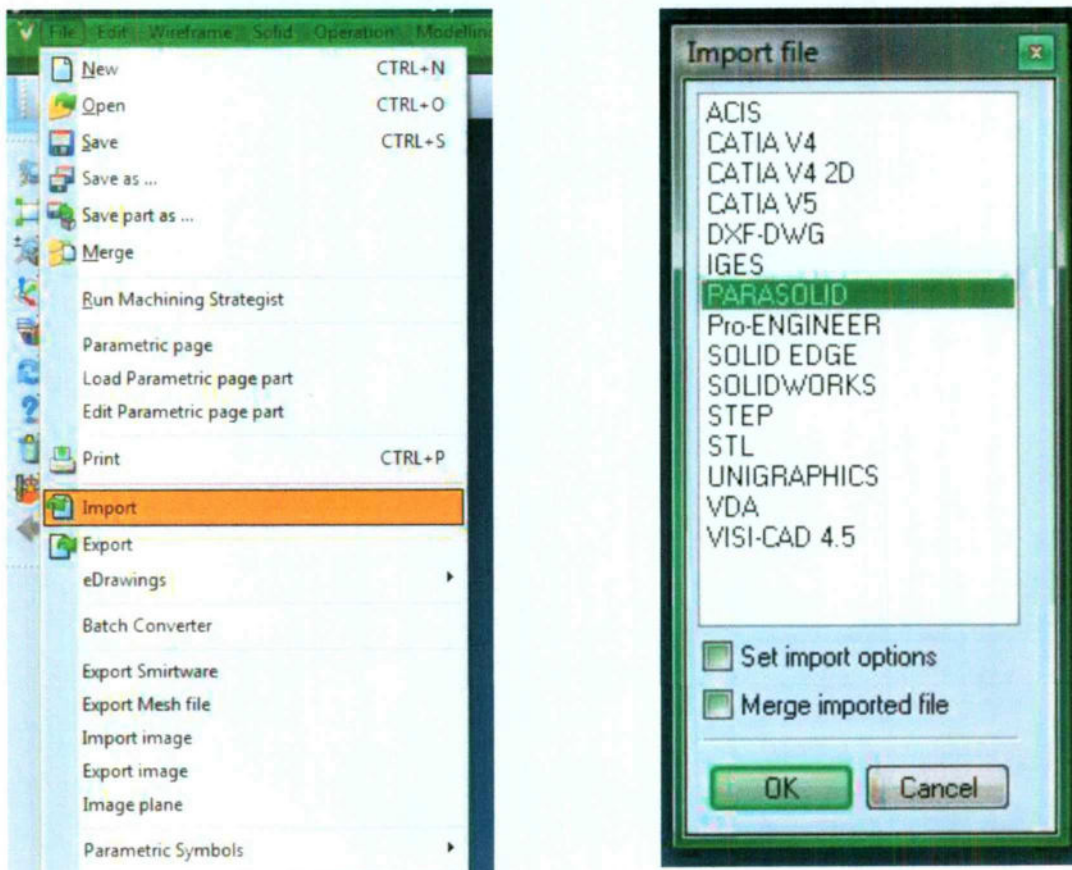 File Edit Wireframe Solid Operation Modelling
New CTRL+N
Open CTRL+O
Save CTRL+S
Save as ...
Save part as ...
Merge
Run Machining Strategist
Parametric page
Load Parametric page part
Edit Parametric page part
Print CTRL+P
Import
Export
eDrawings
Batch Converter
Export Smirtware
Export Mesh file
Import image
Export image
Image plane
Parametric Symbols
Import file
ACIS
CATIA V4
CATIA V4 2D
CATIA V5
DXF-DWG
IGES
PARASOLID
Pro-ENGINEER
SOLID EDGE
SOLIDWORKS
STEP
STL
UNIGRAPHICS
VDA
VISI-CAD 4.5
Set import options
Merge imported file
OK Cancel